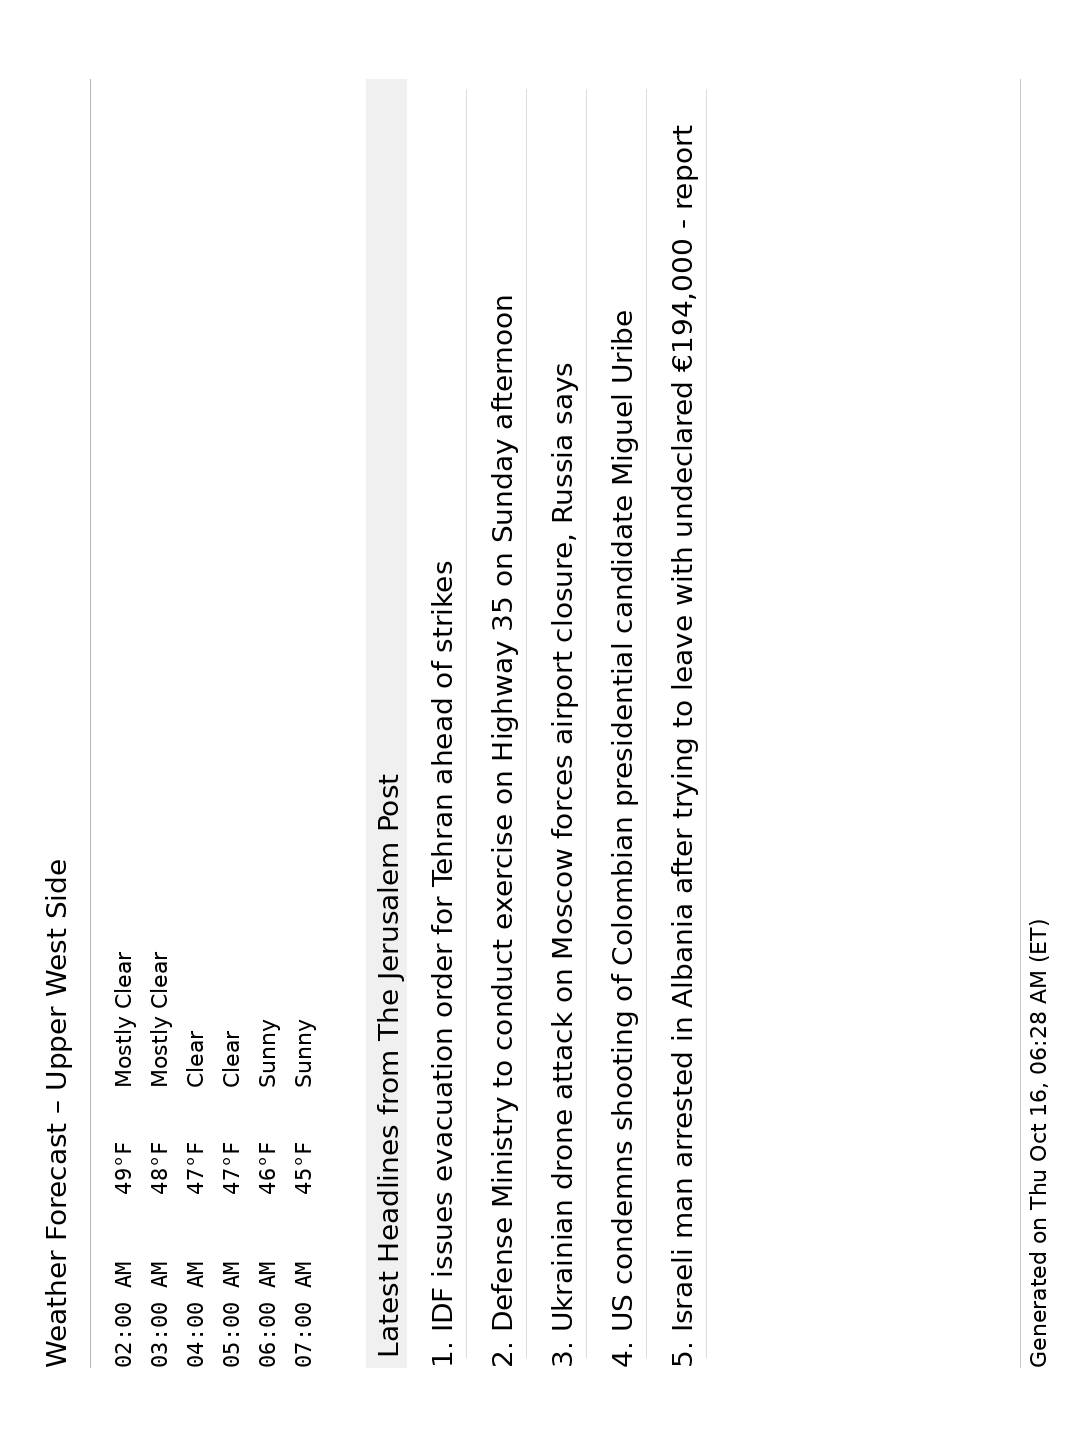 Weather Forecast – Upper West Side
02:00 AM 49°F Mostly Clear
03:00 AM 48°F Mostly Clear
04:00 AM 47°F Clear
05:00 AM 47°F Clear
06:00 AM 46°F Sunny
07:00 AM 45°F Sunny
Latest Headlines from The Jerusalem Post
1. IDF issues evacuation order for Tehran ahead of strikes
2. Defense Ministry to conduct exercise on Highway 35 on Sunday afternoon
3. Ukrainian drone attack on Moscow forces airport closure, Russia says
4. US condemns shooting of Colombian presidential candidate Miguel Uribe
5. Israeli man arrested in Albania after trying to leave with undeclared €194,000 - report
Generated on Thu Oct 16, 06:28 AM (ET)